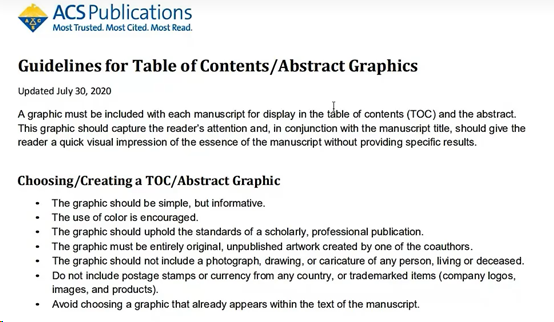 ACS Publications
Most Trusted. Most Cited. Most Read.
Guidelines for Table of Contents/Abstract Graphics
Updated July 30, 2020
A graphic must be included with each manuscript for display in the table of contents (TOC) and the abstract.
This graphic should capture the reader's attention and, in conjunction with the manuscript title, should give the
reader a quick visual impression of the essence of the manuscript without providing specific results.
Choosing/Creating a TOC/Abstract Graphic
• The graphic should be simple, but informative.
• The use of color is encouraged.
• The graphic should uphold the standards of a scholarly, professional publication.
• The graphic must be entirely original, unpublished artwork created by one of the coauthors.
• The graphic should not include a photograph, drawing, or caricature of any person, living or deceased.
• Do not include postage stamps or currency from any country, or trademarked items (company logos,
images, and products).
• Avoid choosing a graphic that already appears within the text of the manuscript.